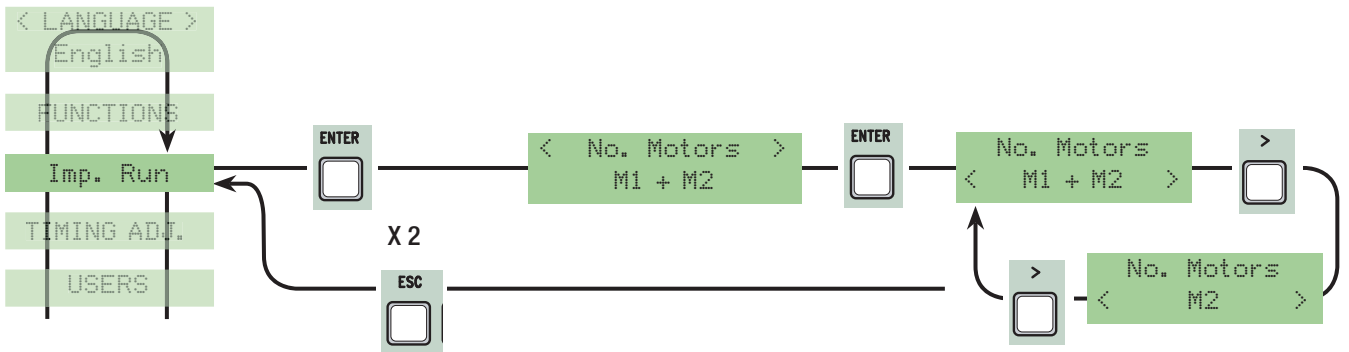 < LANGUAGE >
English
FUNCTIONS
Imp. Run
TIMING ADJ.
USERS
ENTER
< No. Motors >
M1 + M2
ENTER
No. Motors
< M1 + M2 >
>
No. Motors
< M2 >
>
X 2
ESC